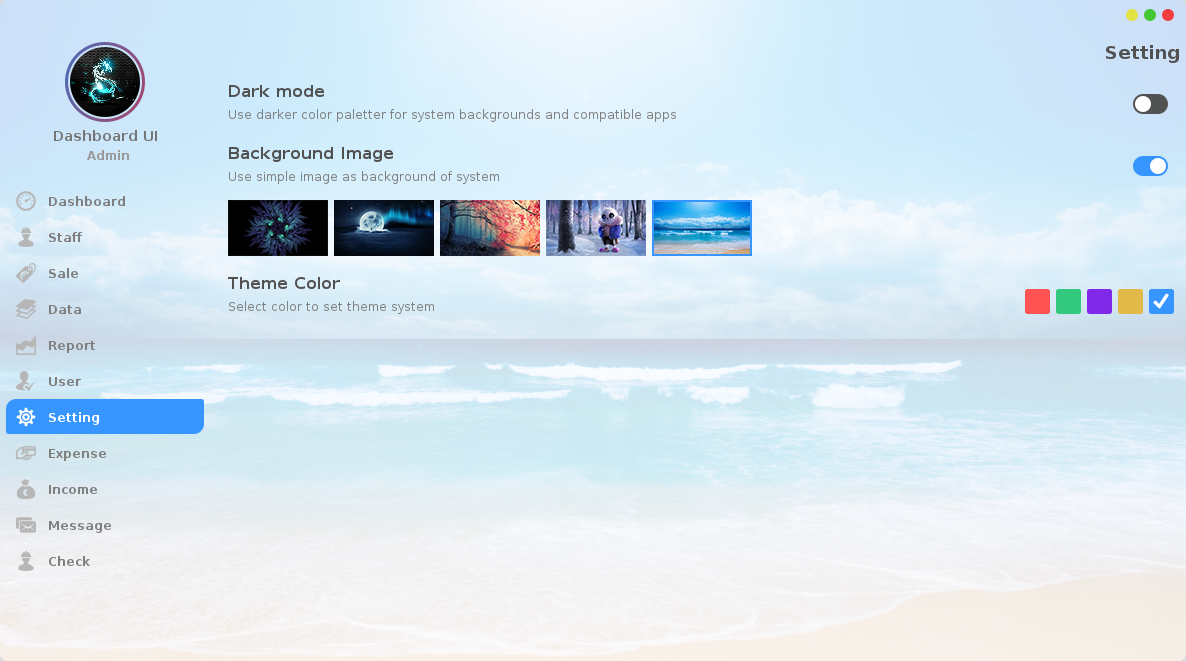 Setting
Dashboard UI
Admin
Dashboard
Staff
Sale
Data
Report
User
Setting
Expense
Income
Message
Check
Dark mode
Use darker color paletter for system backgrounds and compatible apps
Background Image
Use simple image as background of system
Theme Color
Select color to set theme system